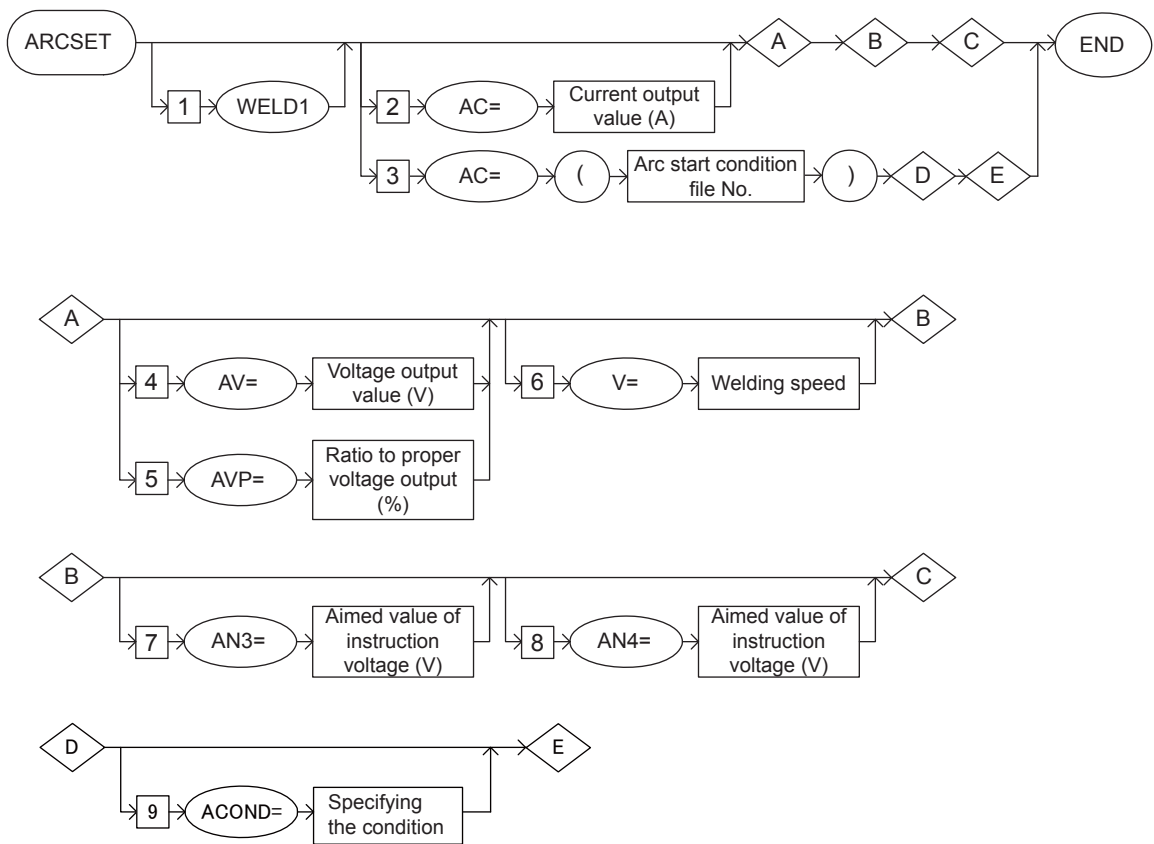 ARCSET
1
WELD1
2
AC=
Current output
value (A)
A
B
C
END
3
AC=
(
Arc start condition
file No.
)
D
E
A
4
AV=
Voltage output
value (V)
6
V=
Welding speed
B
5
AVP=
Ratio to proper
voltage output
(%)
B
7
AN3=
Aimed value of
instruction
voltage (V)
8
AN4=
Aimed value of
instruction
voltage (V)
C
D
9
ACOND=
Specifying
the condition
E